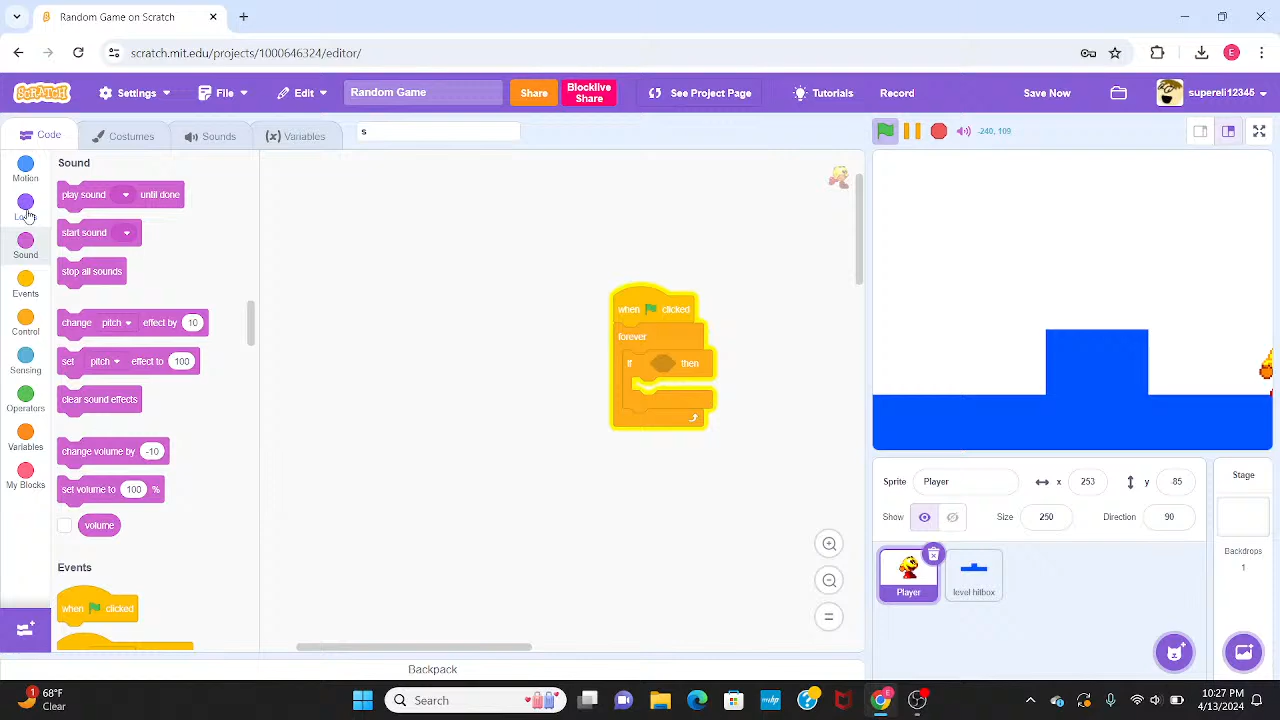 Random Game on Scratch
scratch.mit.edu/projects/1000646324/editor/
E
SCRATCH
Settings
File
Edit
Random Game
Share
Blocklive
Share
See Project Page
Tutorials
Record
Save Now
supereli12345
Code
Costumes
Sounds
(x) Variables
s
-240, 109
Motion
Sound
Events
Control
Sensing
Operators
Variables
My Blocks
Sound
play sound until done
start sound
stop all sounds
change pitch effect by 10
set pitch effect to 100
clear sound effects
change volume by -10
set volume to 100 %
volume
Events
when clicked
when clicked
forever
if then
Backpack
Sprite Player x 253 y -85
Show Size 250 Direction 90
Player
level hitbox
Stage
Backdrops
1
1
68°F
Clear
Search
10:27 PM